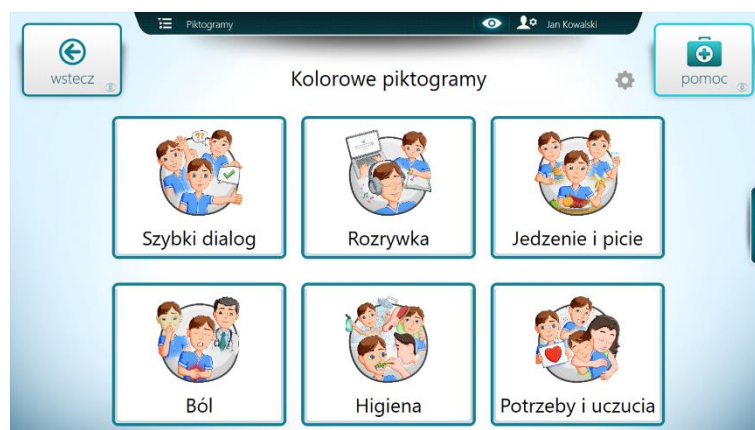 Piktogramy
Jan Kowalski
wstecz
Kolorowe piktogramy
pomoc
??
Szybki dialog
Rozrywka
Jedzenie i picie
Ból
Higiena
Potrzeby i uczucia